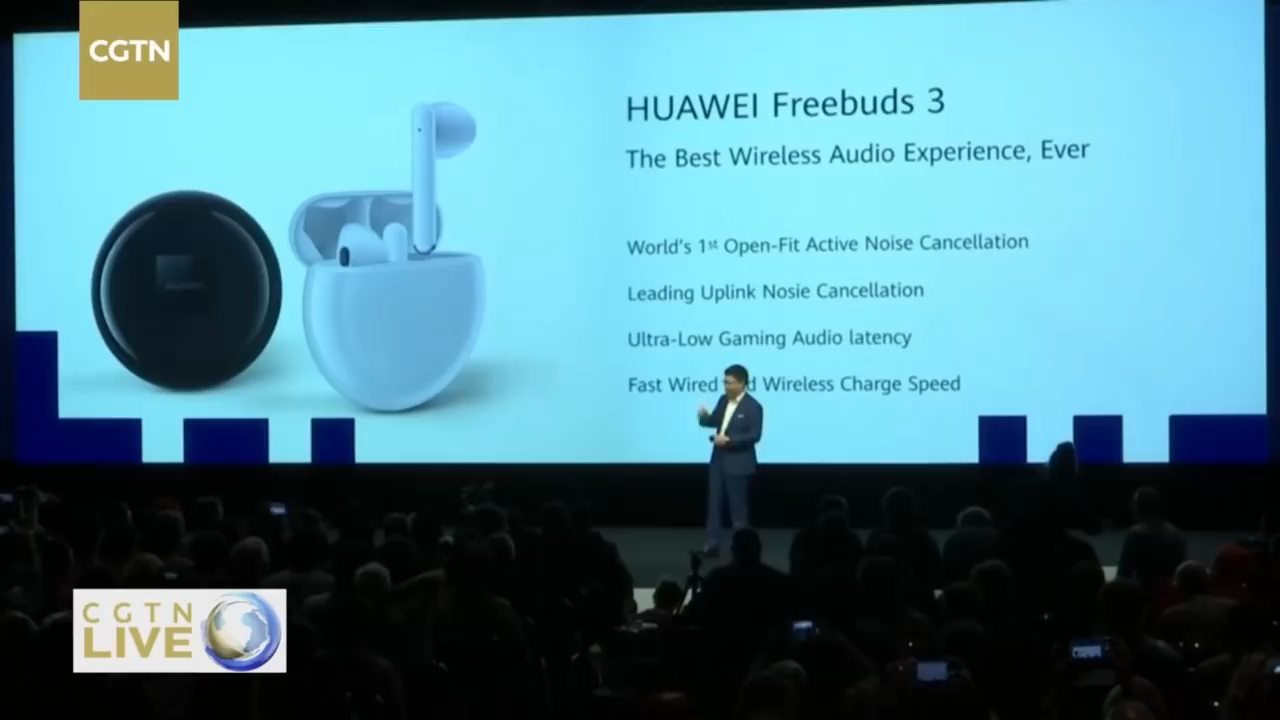 CGTN
HUAWEI Freebuds 3
The Best Wireless Audio Experience, Ever
World's 1st Open-Fit Active Noise Cancellation
Leading Uplink Nosie Cancellation
Ultra-Low Gaming Audio latency
Fast Wired d Wireless Charge Speed
CGTN
LIVE